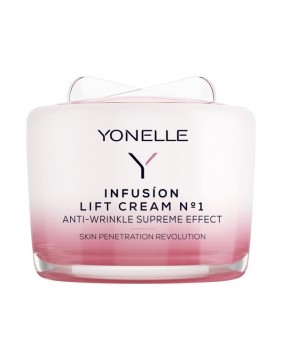 YONELLE
Y
INFUSÍON
LIFT CREAM Nº1
ANTI-WRINKLE SUPREME EFFECT
SKIN PENETRATION REVOLUTION